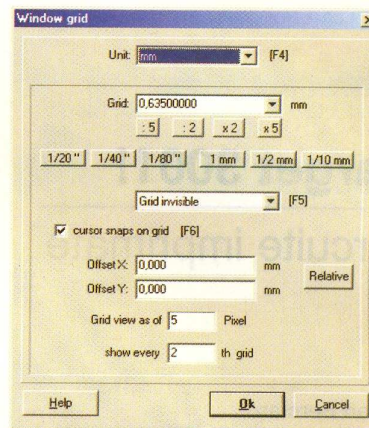 Window grid
Unit: mm [F4]
Grid: 0,63500000 mm
: 5 : 2 x 2 x 5
1/20 " 1/40 " 1/80 " 1 mm 1/2 mm 1/10 mm
Grid invisible [F5]
cursor snaps on grid [F6]
Offset X: 0,000 mm
Relative
Offset Y: 0,000 mm
Grid view as of 5 Pixel
show every 2 th grid
Help Ok Cancel